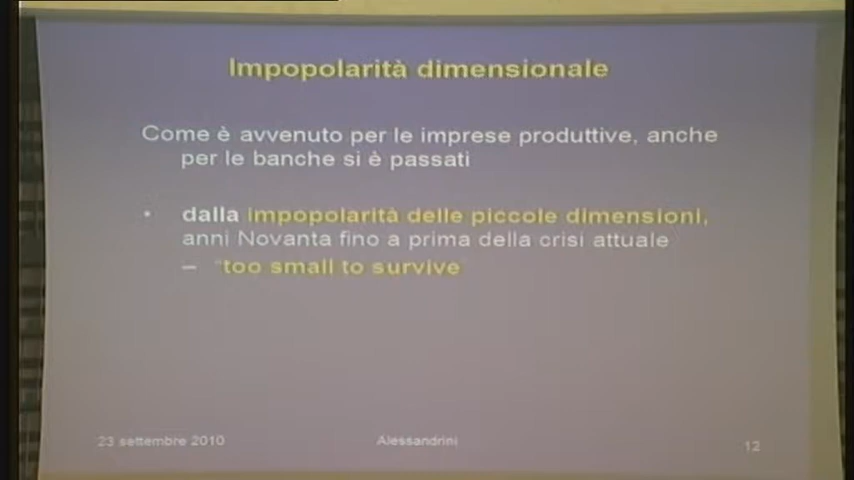 Impopolarità dimensionale
Come è avvenuto per le imprese produttive, anche
per le banche si è passati
• dalla impopolarità delle piccole dimensioni,
anni Novanta fino a prima della crisi attuale
– "too small to survive
23 settembre 2010
Alessandrini
12